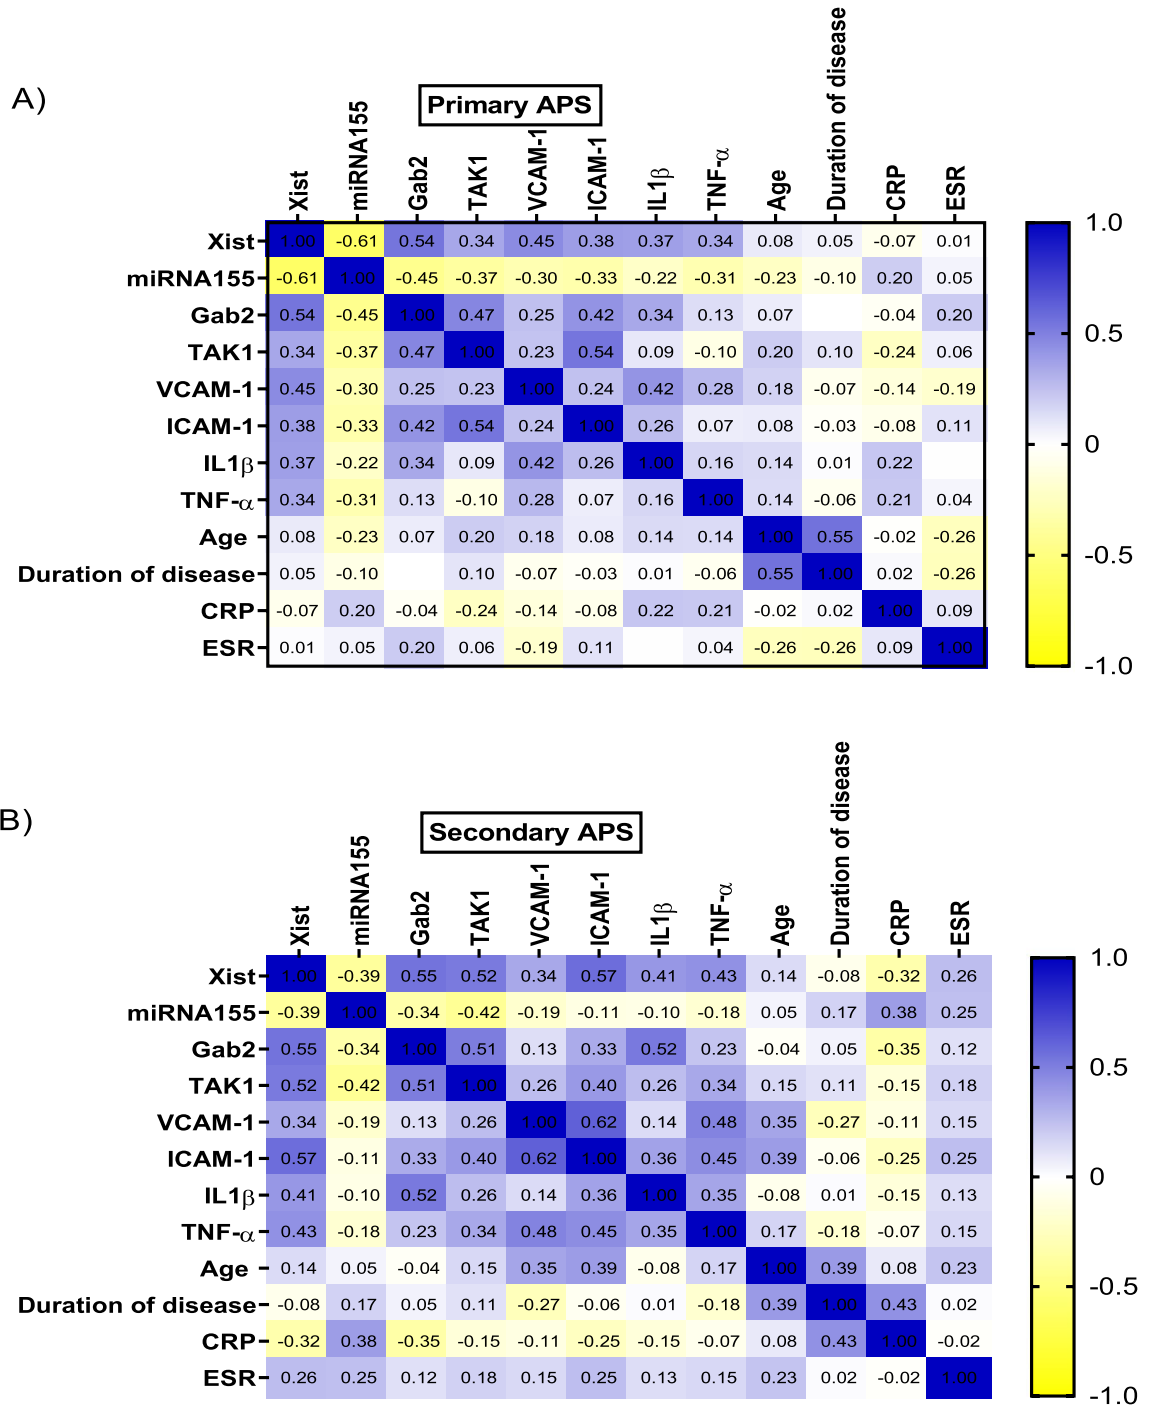 A)
Primary APS
Xist miRNA155 Gab2 TAK1 VCAM-1 ICAM-1 IL1β TNF-α Age Duration of disease CRP ESR
Xist 1.00 -0.61 0.54 0.34 0.45 0.38 0.37 0.34 0.08 0.05 -0.07 0.01
miRNA155 -0.61 1.00 -0.45 -0.37 -0.30 -0.33 -0.22 -0.31 -0.23 -0.10 0.20 0.05
Gab2 0.54 -0.45 1.00 0.47 0.25 0.42 0.34 0.13 0.07 -0.04 0.20
TAK1 0.34 -0.37 0.47 1.00 0.23 0.54 0.09 -0.10 0.20 0.10 -0.24 0.06
VCAM-1 0.45 -0.30 0.25 0.23 1.00 0.24 0.42 0.28 0.18 -0.07 -0.14 -0.19
ICAM-1 0.38 -0.33 0.42 0.54 0.24 1.00 0.26 0.07 0.08 -0.03 -0.08 0.11
IL1β 0.37 -0.22 0.34 0.09 0.42 0.26 1.00 0.16 0.14 0.01 0.22
TNF-α 0.34 -0.31 0.13 -0.10 0.28 0.07 0.16 1.00 0.14 -0.06 0.21 0.04
Age 0.08 -0.23 0.07 0.20 0.18 0.08 0.14 0.14 1.00 0.55 -0.02 -0.26
Duration of disease 0.05 -0.10 0.10 -0.07 -0.03 0.01 -0.06 0.55 1.00 0.02 -0.26
CRP -0.07 0.20 -0.04 -0.24 -0.14 -0.08 0.22 0.21 -0.02 0.02 1.00 0.09
ESR 0.01 0.05 0.20 0.06 -0.19 0.11 0.04 -0.26 -0.26 0.09 1.00
1.0
0.5
0
-0.5
-1.0
B)
Secondary APS
Xist miRNA155 Gab2 TAK1 VCAM-1 ICAM-1 IL1β TNF-α Age Duration of disease CRP ESR
Xist 1.00 -0.39 0.55 0.52 0.34 0.57 0.41 0.43 0.14 -0.08 -0.32 0.26
miRNA155 -0.39 1.00 -0.34 -0.42 -0.19 -0.11 -0.10 -0.18 0.05 0.17 0.38 0.25
Gab2 0.55 -0.34 1.00 0.51 0.13 0.33 0.52 0.23 -0.04 0.05 -0.35 0.12
TAK1 0.52 -0.42 0.51 1.00 0.26 0.40 0.26 0.34 0.15 0.11 -0.15 0.18
VCAM-1 0.34 -0.19 0.13 0.26 1.00 0.62 0.14 0.48 0.35 -0.27 -0.11 0.15
ICAM-1 0.57 -0.11 0.33 0.40 0.62 1.00 0.36 0.45 0.39 -0.06 -0.25 0.25
IL1β 0.41 -0.10 0.52 0.26 0.14 0.36 1.00 0.35 -0.08 0.01 -0.15 0.13
TNF-α 0.43 -0.18 0.23 0.34 0.48 0.45 0.35 1.00 0.17 -0.18 -0.07 0.15
Age 0.14 0.05 -0.04 0.15 0.35 0.39 -0.08 0.17 1.00 0.39 0.08 0.23
Duration of disease -0.08 0.17 0.05 0.11 -0.27 -0.06 0.01 -0.18 0.39 1.00 0.43 0.02
CRP -0.32 0.38 -0.35 -0.15 -0.11 -0.25 -0.15 -0.07 0.08 0.43 1.00 -0.02
ESR 0.26 0.25 0.12 0.18 0.15 0.25 0.13 0.15 0.23 0.02 -0.02 1.00
1.0
0.5
0
-0.5
-1.0